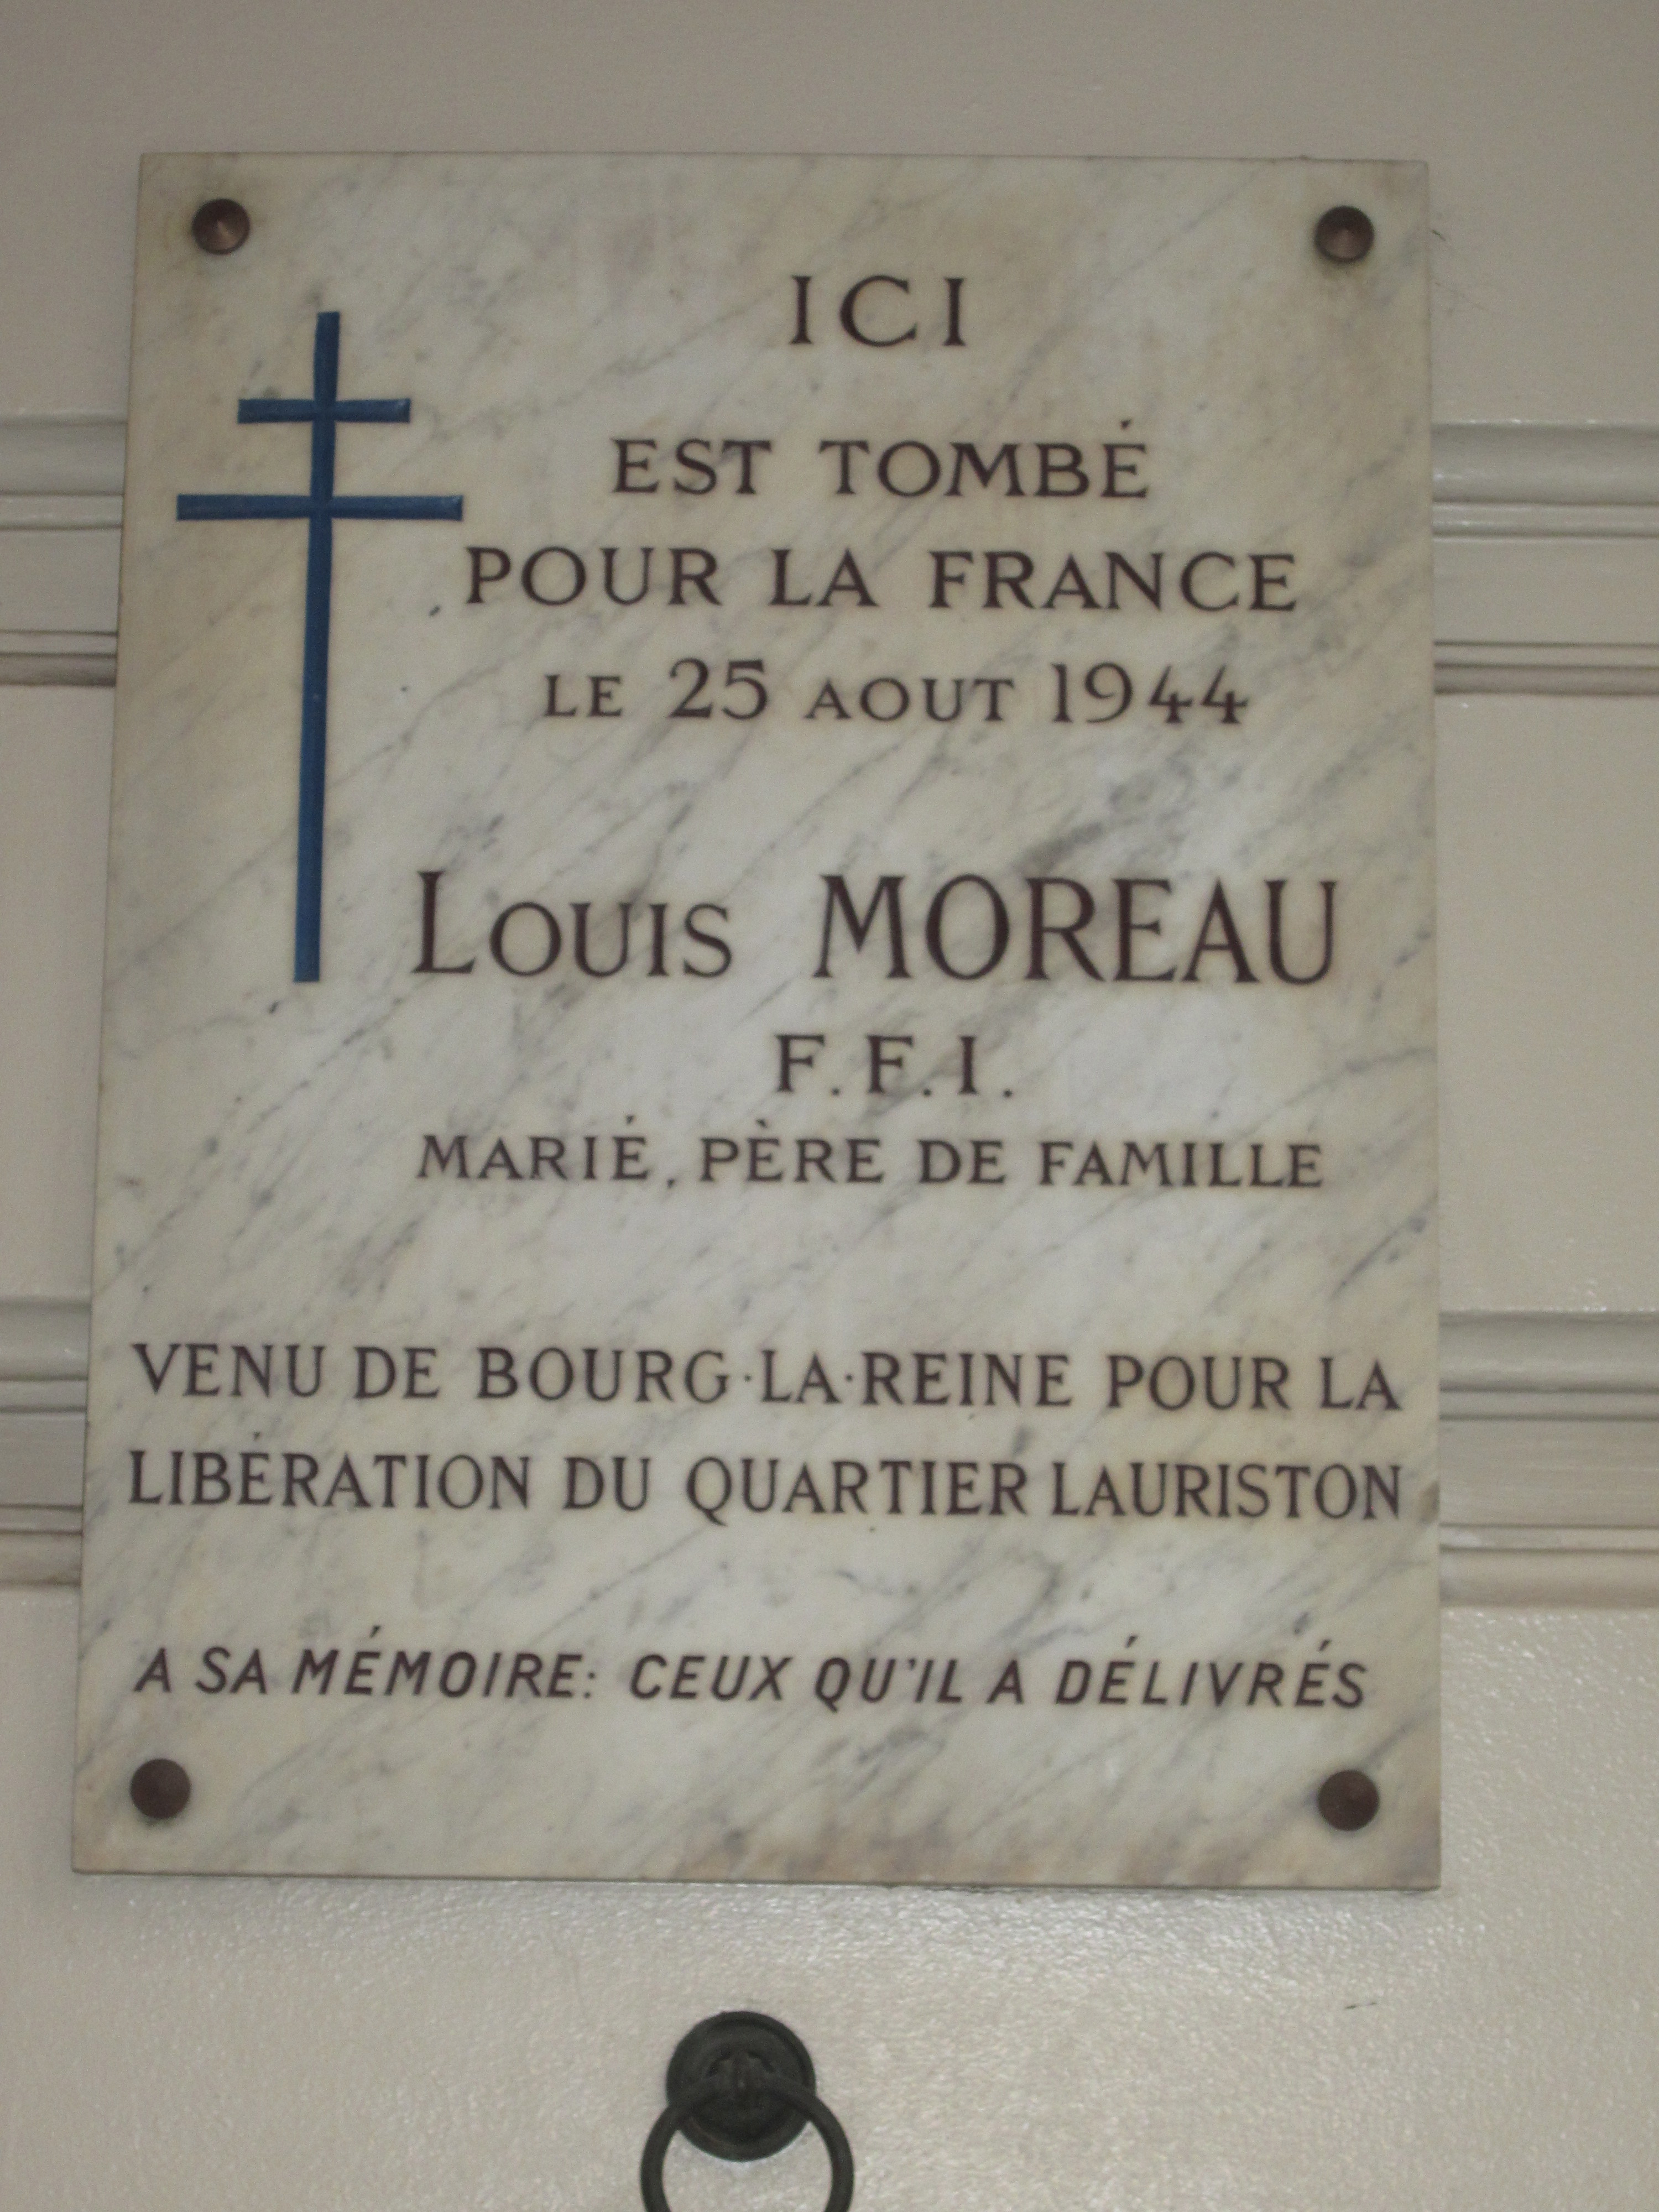 ICI
EST TOMBÉ
POUR LA FRANCE
LE 25 AOUT 1944
LOUIS MOREAU
F.F.I.
MARIÉ, PÈRE DE FAMILLE
VENU DE BOURG·LA·REINE POUR LA
LIBÉRATION DU QUARTIER LAURISTON
A SA MÉMOIRE: CEUX QU'IL A DÉLIVRÉS